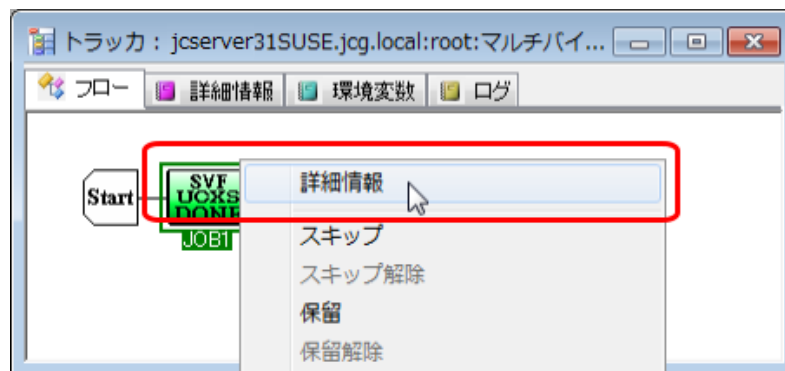 トラッカ : jcserver31SUSE.jcg.local:root:マルチバイ...
フロー 詳細情報 環境変数 ログ
Start
SVF
UCXS
DONE
JOB1
詳細情報
スキップ
スキップ解除
保留
保留解除